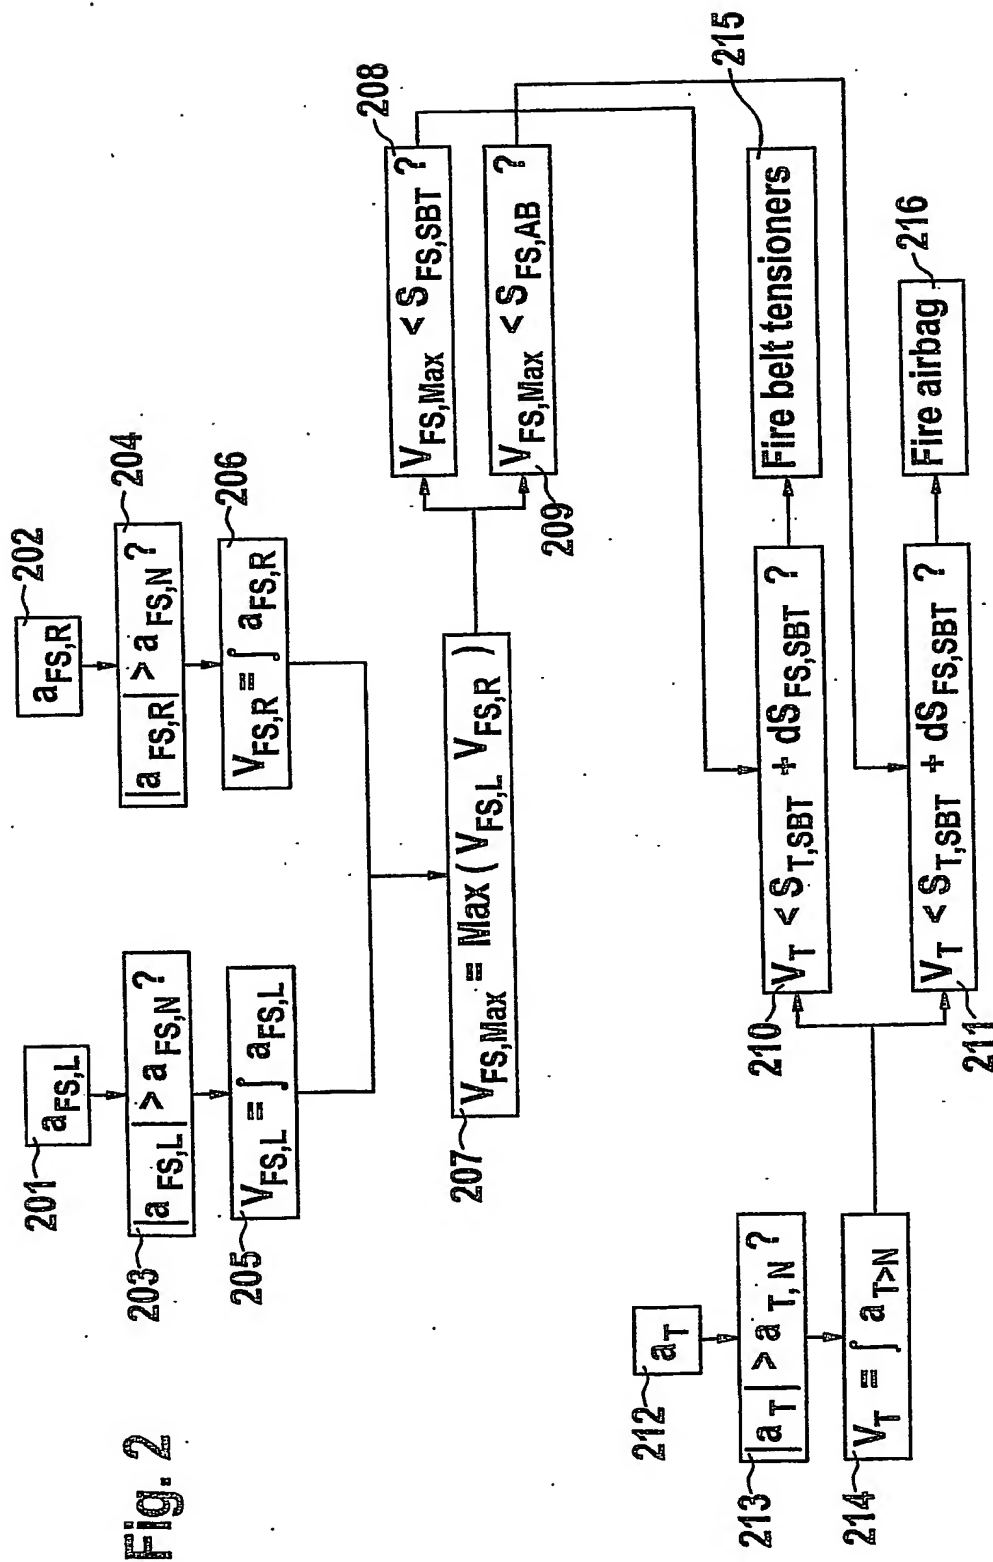 Fig. 2
201
a_FS,L
202
a_FS,R
203
|a_FS,L| > a_FS,N ?
204
|a_FS,R| > a_FS,N ?
205
V_FS,L = ∫ a_FS,L
206
V_FS,R = ∫ a_FS,R
207
V_FS,Max = Max ( V_FS,L V_FS,R )
208
V_FS,Max < S_FS,SBT ?
209
V_FS,Max < S_FS,AB ?
212
a_T
213
|a_T| > a_T,N ?
214
V_T = ∫ a_T>N
210
V_T < S_T,SBT + dS_FS,SBT ?
215
Fire belt tensioners
211
V_T < S_T,SBT + dS_FS,SBT ?
216
Fire airbag